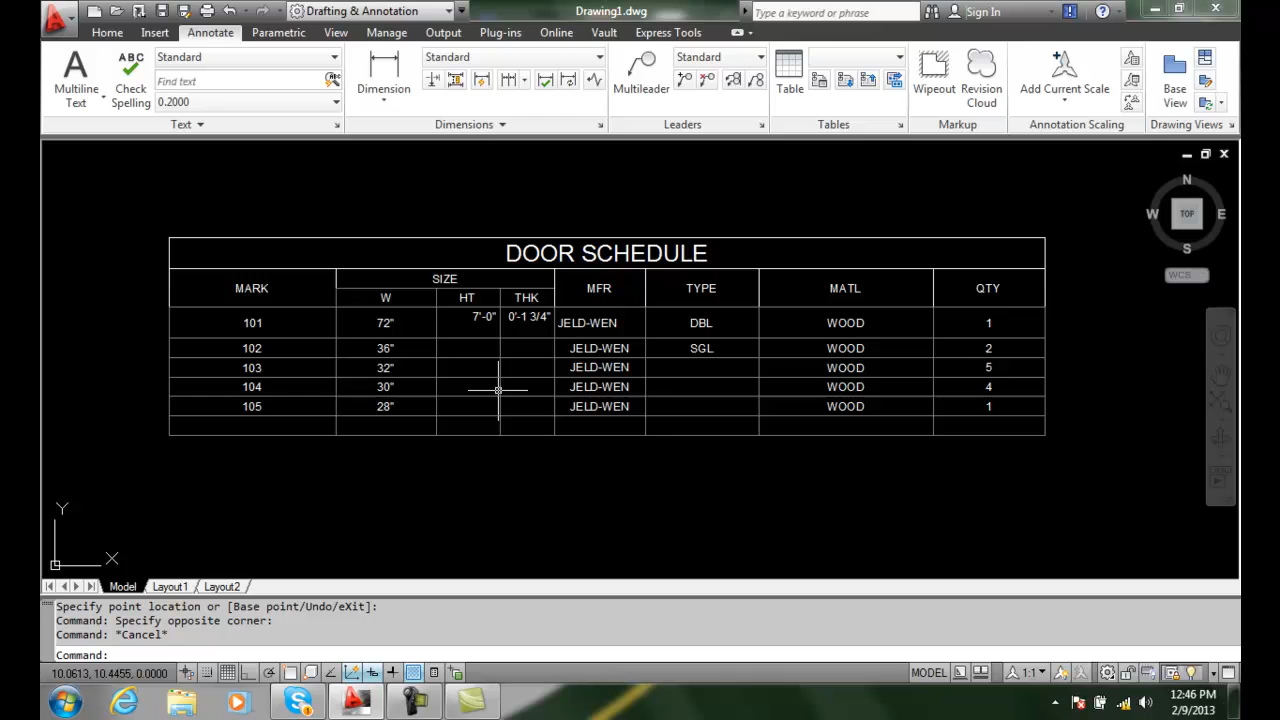 Drafting & Annotation
Drawing1.dwg
Type a keyword or phrase
Sign In
Home Insert Annotate Parametric View Manage Output Plug-ins Online Vault Express Tools
Multiline Text
ABC
Check Spelling
Standard
Find text
0.2000
Dimension
Standard
Multileader
Standard
Table
Wipeout
Revision Cloud
Add Current Scale
Base View
Text
Dimensions
Leaders
Tables
Markup
Annotation Scaling
Drawing Views
N
W TOP E
S
WCS
DOOR SCHEDULE
MARK SIZE MFR TYPE MATL QTY
W HT THK
101 72" 7'-0" 0'-1 3/4" JELD-WEN DBL WOOD 1
102 36" JELD-WEN SGL WOOD 2
103 32" JELD-WEN WOOD 5
104 30" JELD-WEN WOOD 4
105 28" JELD-WEN WOOD 1
Y
X
Model Layout1 Layout2
Specify point location or [Base point/Undo/eXit]:
Command: Specify opposite corner:
Command: *Cancel*
Command:
10.0613, 10.4455, 0.0000
MODEL
1:1
12:46 PM
2/9/2013